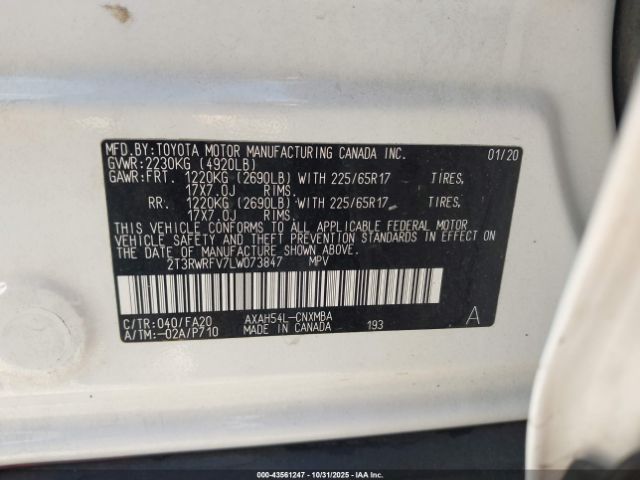 MFD.BY:TOYOTA MOTOR MANUFACTURING CANADA INC. 01/20
GVWR:2230KG (4920LB)
GAWR:FRT. 1220KG (2690LB) WITH 225/65R17 TIRES,
17X7.0J RIMS.
RR. 1220KG (2690LB) WITH 225/65R17 TIRES,
17X7.0J RIMS.
THIS VEHICLE CONFORMS TO ALL APPLICABLE FEDERAL MOTOR
VEHICLE SAFETY AND THEFT PREVENTION STANDARDS IN EFFECT ON
THE DATE OF MANUFACTURE SHOWN ABOVE.
2T3RWRFV7LW073847 MPV
C/TR:040/FA20 AXAH54L-CNXMBA
A/TM:-02A/P710 MADE IN CANADA 193 A
000-43561247 | 10/31/2025 | IAAI.com